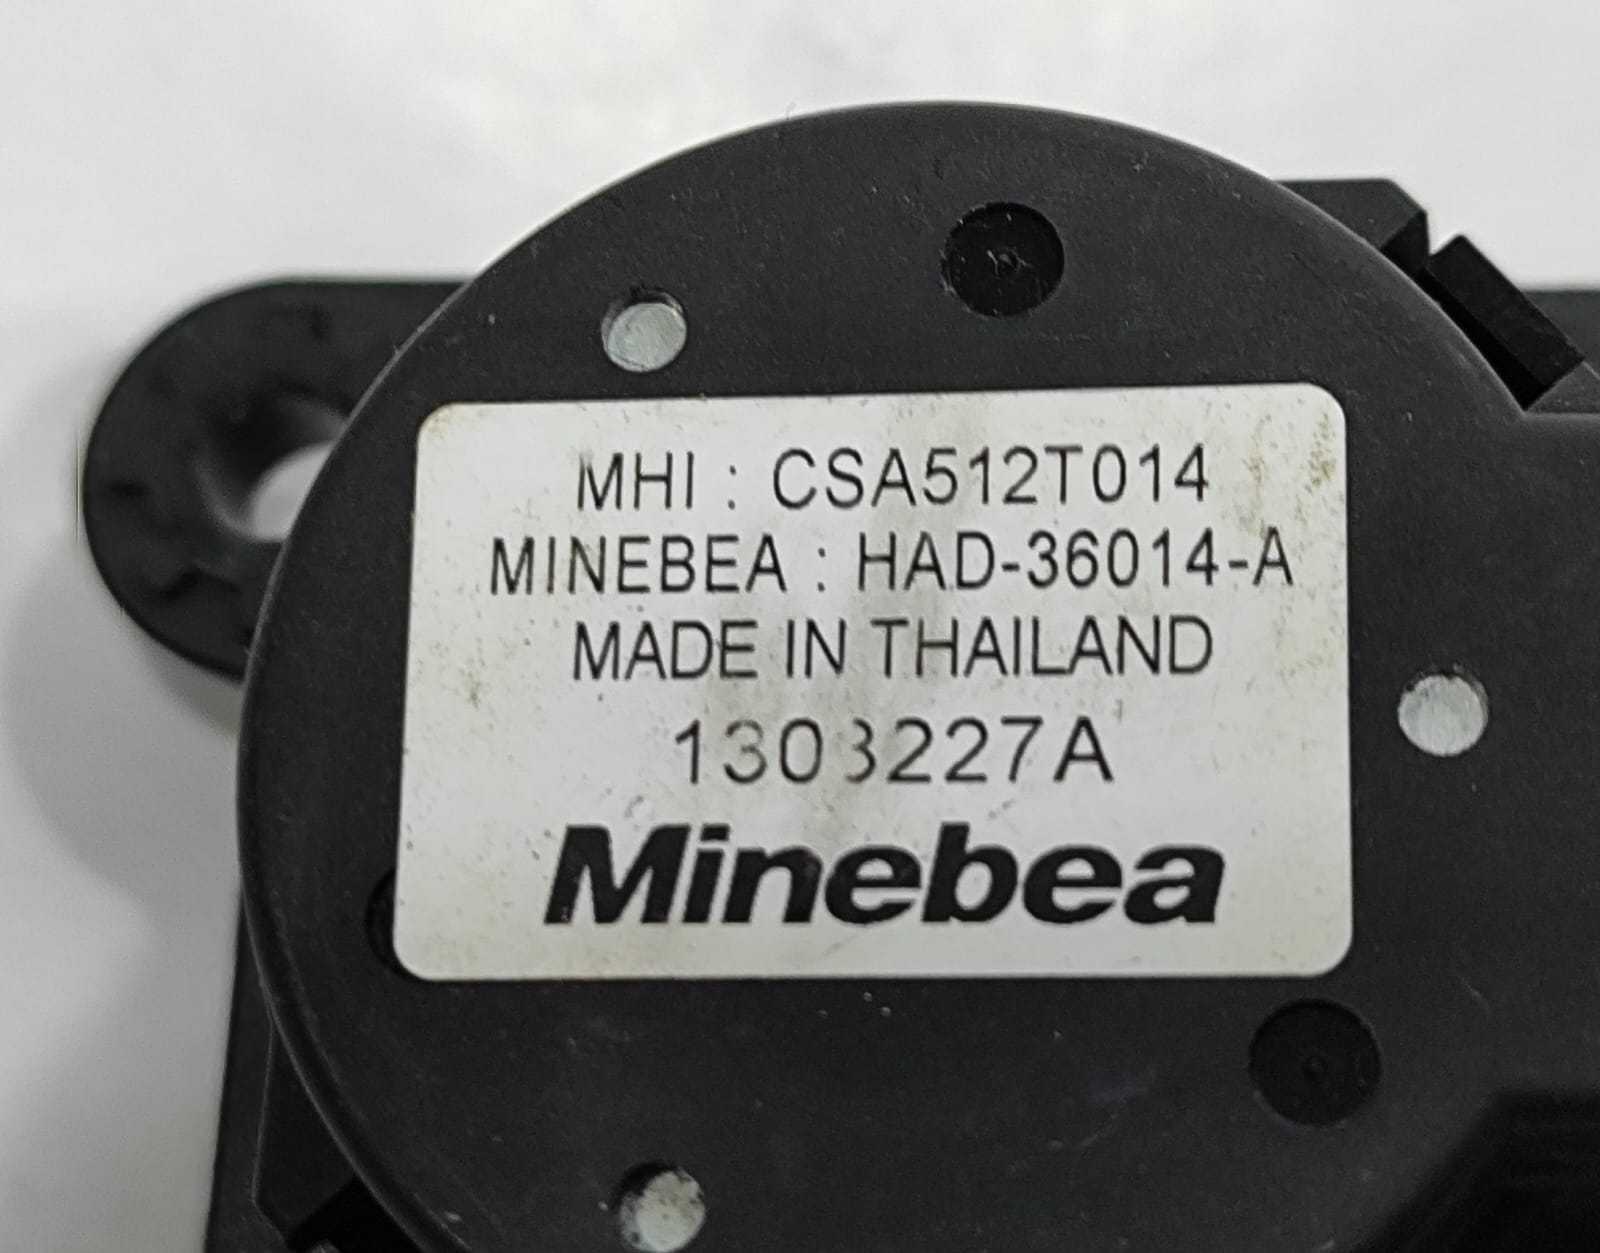 MHI : CSA512T014
MINEBEA : HAD-36014-A
MADE IN THAILAND
1303227A
Minebea